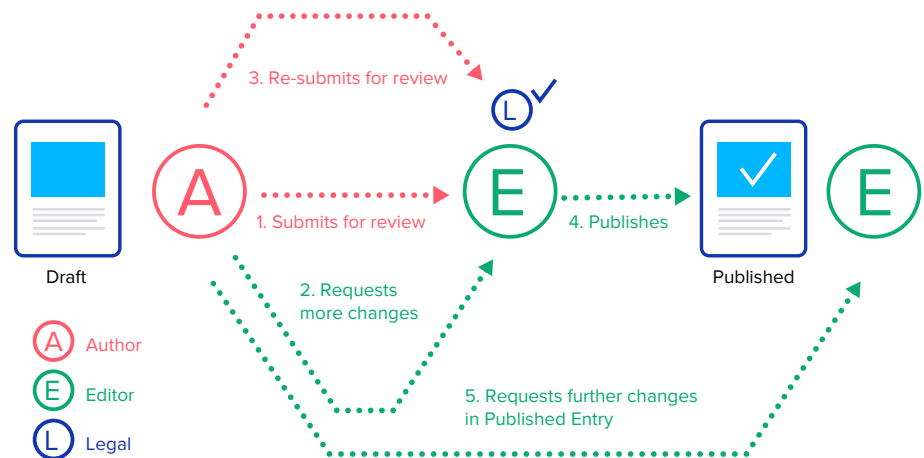 3. Re-submits for review
L
A
E
E
1. Submits for review
4. Publishes
Draft
Published
2. Requests
more changes
A Author
E Editor
L Legal
5. Requests further changes
in Published Entry